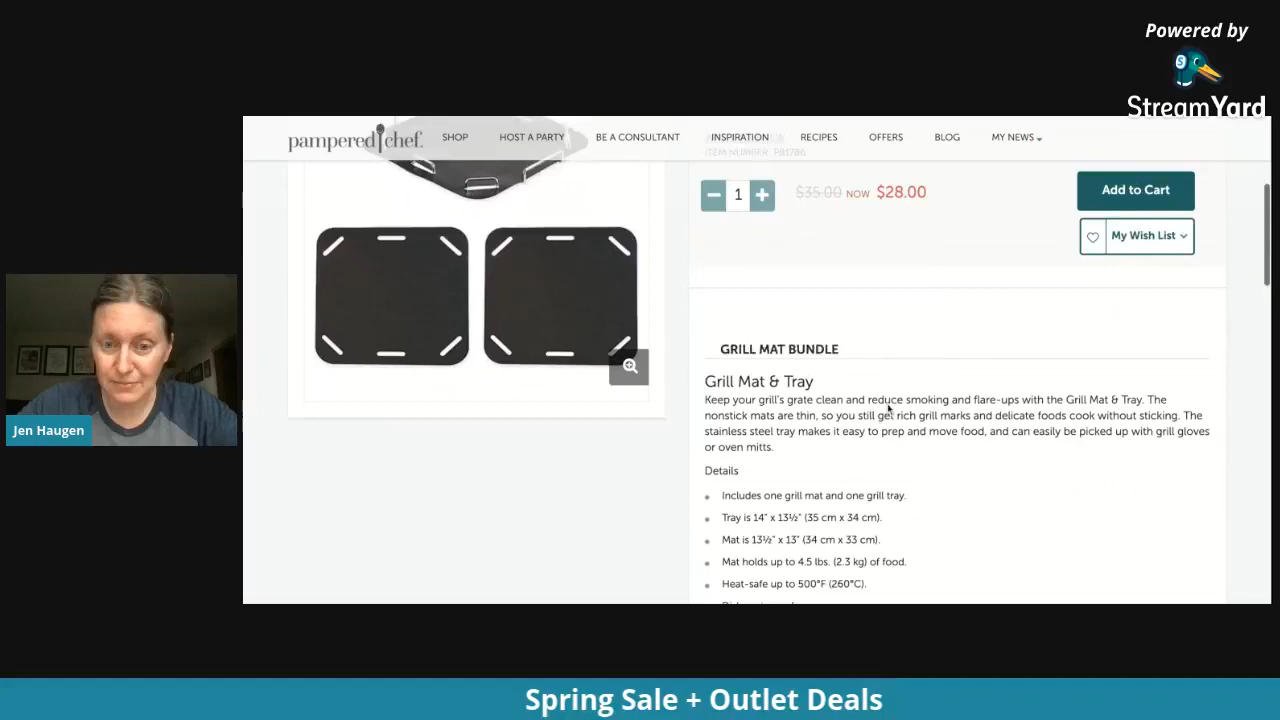 Powered by
StreamYard
pampered chef.
SHOP
HOST A PARTY
BE A CONSULTANT
INSPIRATION
RECIPES
OFFERS
BLOG
MY NEWS
ITEM NUMBER: P81786
1
$35.00 NOW $28.00
Add to Cart
My Wish List
GRILL MAT BUNDLE
Grill Mat & Tray
Keep your grill's grate clean and reduce smoking and flare-ups with the Grill Mat & Tray. The
nonstick mats are thin, so you still get rich grill marks and delicate foods cook without sticking. The
stainless steel tray makes it easy to prep and move food, and can easily be picked up with grill gloves
or oven mitts.
Details
Includes one grill mat and one grill tray.
Tray is 14" x 13½" (35 cm x 34 cm).
Mat is 13½" x 13" (34 cm x 33 cm).
Mat holds up to 4.5 lbs. (2.3 kg) of food.
Heat-safe up to 500°F (260°C).
Jen Haugen
Spring Sale + Outlet Deals